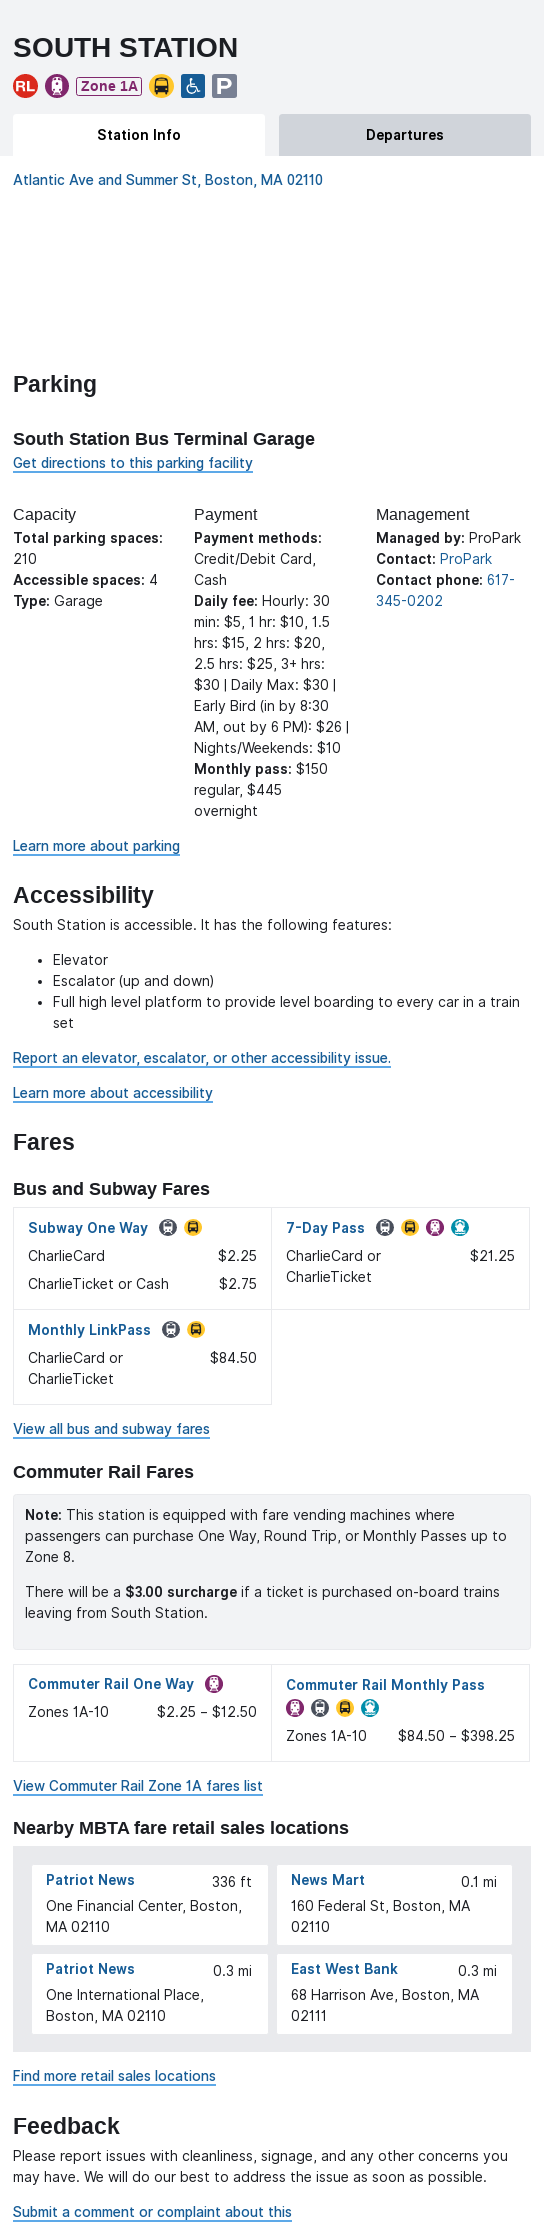 SOUTH STATION
RL Zone 1A P
Station Info Departures
Atlantic Ave and Summer St, Boston, MA 02110
Parking
South Station Bus Terminal Garage
Get directions to this parking facility
Capacity
Total parking spaces:
210
Accessible spaces: 4
Type: Garage
Payment
Payment methods:
Credit/Debit Card,
Cash
Daily fee: Hourly: 30
min: $5, 1 hr: $10, 1.5
hrs: $15, 2 hrs: $20,
2.5 hrs: $25, 3+ hrs:
$30 | Daily Max: $30 |
Early Bird (in by 8:30
AM, out by 6 PM): $26 |
Nights/Weekends: $10
Monthly pass: $150
regular, $445
overnight
Management
Managed by: ProPark
Contact: ProPark
Contact phone: 617-
345-0202
Learn more about parking
Accessibility
South Station is accessible. It has the following features:
• Elevator
• Escalator (up and down)
• Full high level platform to provide level boarding to every car in a train
set
Report an elevator, escalator, or other accessibility issue.
Learn more about accessibility
Fares
Bus and Subway Fares
Subway One Way
CharlieCard $2.25
CharlieTicket or Cash $2.75
7-Day Pass
CharlieCard or $21.25
CharlieTicket
Monthly LinkPass
CharlieCard or $84.50
CharlieTicket
View all bus and subway fares
Commuter Rail Fares
Note: This station is equipped with fare vending machines where
passengers can purchase One Way, Round Trip, or Monthly Passes up to
Zone 8.
There will be a $3.00 surcharge if a ticket is purchased on-board trains
leaving from South Station.
Commuter Rail One Way
Zones 1A-10 $2.25 – $12.50
Commuter Rail Monthly Pass
Zones 1A-10 $84.50 – $398.25
View Commuter Rail Zone 1A fares list
Nearby MBTA fare retail sales locations
Patriot News 336 ft
One Financial Center, Boston,
MA 02110
News Mart 0.1 mi
160 Federal St, Boston, MA
02110
Patriot News 0.3 mi
One International Place,
Boston, MA 02110
East West Bank 0.3 mi
68 Harrison Ave, Boston, MA
02111
Find more retail sales locations
Feedback
Please report issues with cleanliness, signage, and any other concerns you
may have. We will do our best to address the issue as soon as possible.
Submit a comment or complaint about this